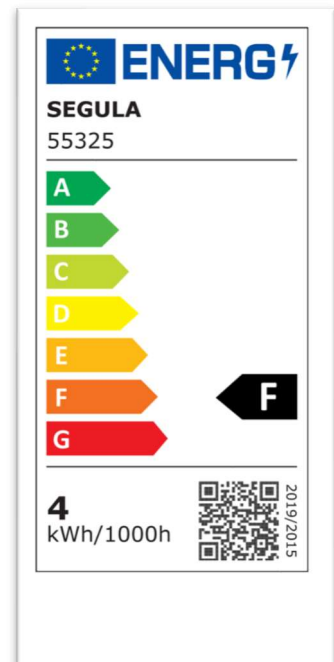 ENERG
SEGULA
55325
A
B
C
D
E
F
F
G
4
kWh/1000h
2019/2015